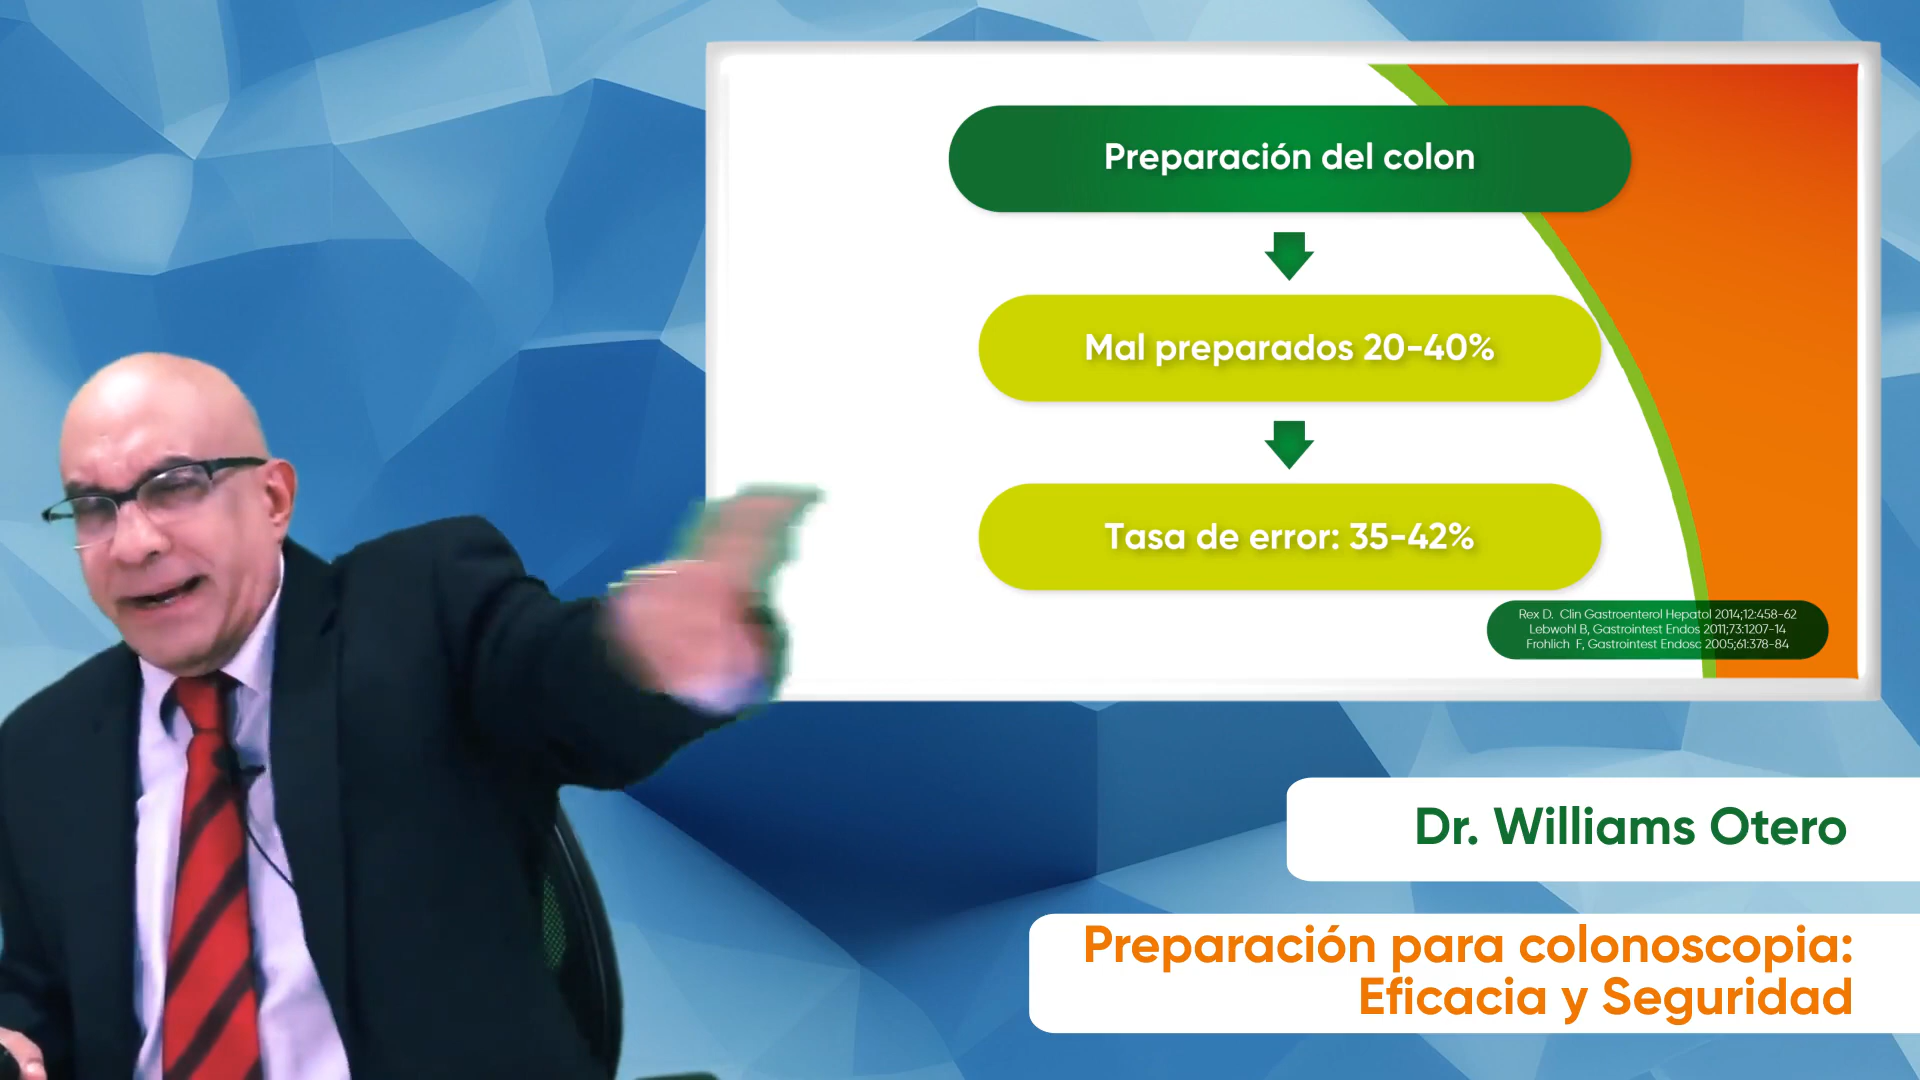 Preparación del colon
Mal preparados 20-40%
Tasa de error: 35-42%
Rex D. Clin Gastroenterol Hepatol 2014;12:458-62
Lebwohl B, Gastrointest Endos 2011;73:1207-14
Frohlich F, Gastrointest Endosc 2005;61:378-84
Dr. Williams Otero
Preparación para colonoscopia:
Eficacia y Seguridad